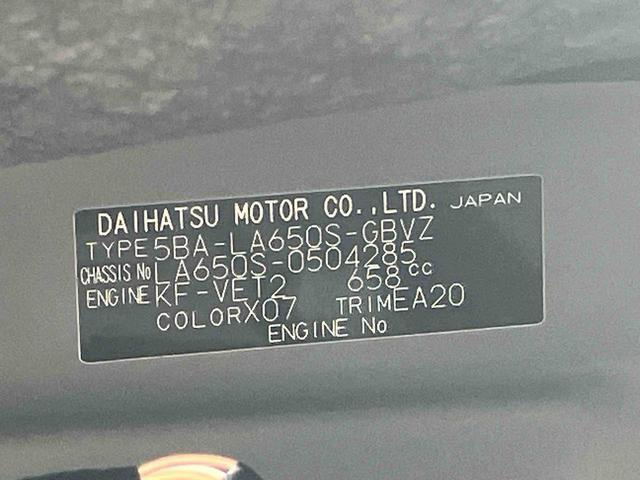 DAIHATSU MOTOR CO.,LTD. JAPAN
TYPE 5BA-LA650S-GBVZ
CHASSIS No LA650S-0504285
ENGINE KF-VET2 658 cc
COLOR X07 TRIM EA20
ENGINE No